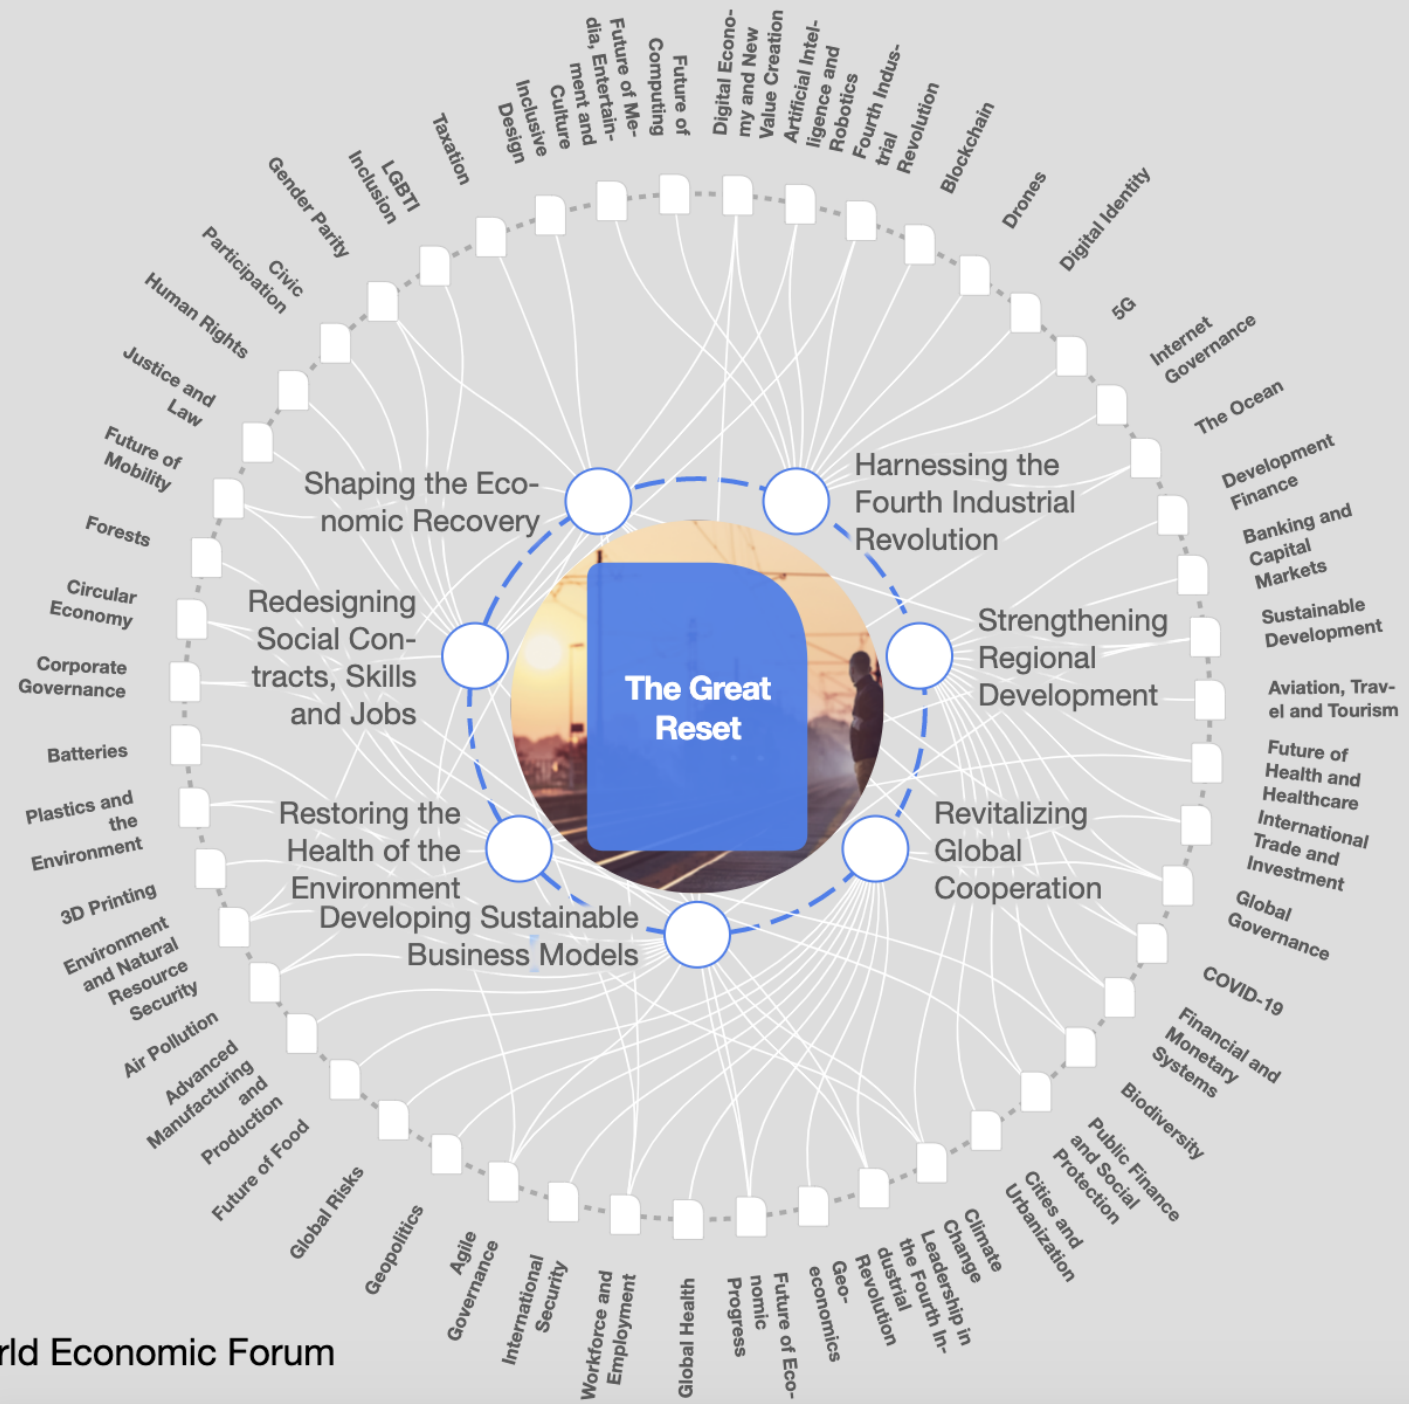 The Great
Reset
Shaping the Eco-
nomic Recovery
Harnessing the
Fourth Industrial
Revolution
Redesigning
Social Con-
tracts, Skills
and Jobs
Strengthening
Regional
Development
Restoring the
Health of the
Environment
Revitalizing
Global
Cooperation
Developing Sustainable
Business Models
Digital Econo-
my and New
Value Creation
Artificial Intel-
ligence and
Robotics
Fourth Indus-
trial
Revolution
Blockchain
Drones
Digital Identity
5G
Internet
Governance
The Ocean
Development
Finance
Banking and
Capital
Markets
Sustainable
Development
Aviation, Trav-
el and Tourism
Future of
Health and
Healthcare
International
Trade and
Investment
Global
Governance
COVID-19
Financial and
Monetary
Systems
Biodiversity
Public Finance
and Social
Protection
Cities and
Urbanization
Climate
Change
Leadership in
the Fourth In-
dustrial
Revolution
Geo-
economics
Future of Eco-
nomic
Progress
Global Health
Workforce and
Employment
International
Security
Agile
Governance
Geopolitics
Global Risks
Future of Food
Advanced
Manufacturing
and
Production
Air Pollution
Environment
and Natural
Resource
Security
3D Printing
Plastics and
the
Environment
Batteries
Corporate
Governance
Circular
Economy
Forests
Future of
Mobility
Justice and
Law
Human Rights
Civic
Participation
Gender Parity
LGBTI
Inclusion
Taxation
Inclusive
Design
Future of Me-
dia, Entertain-
ment and
Culture
Future of
Computing
rld Economic Forum